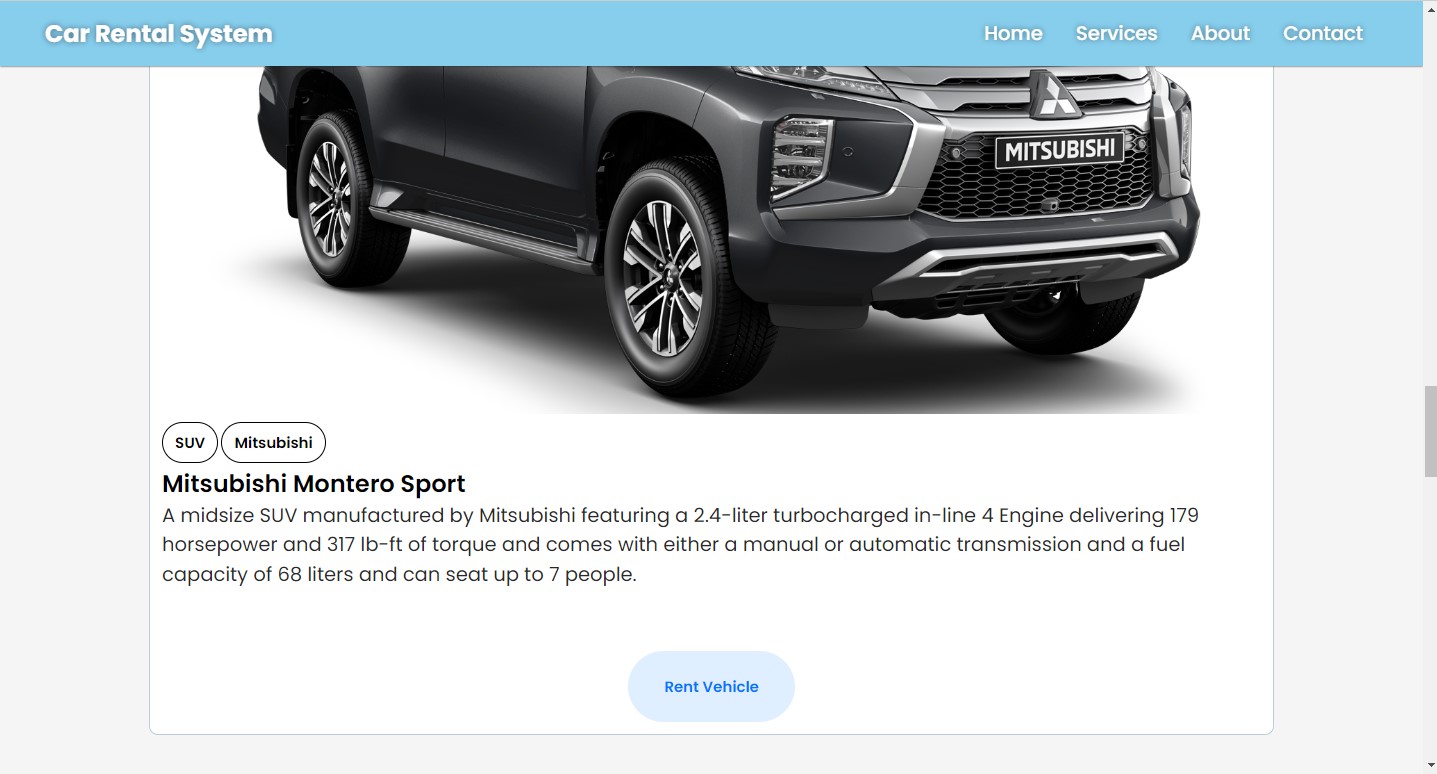 Car Rental System
Home Services About Contact
MITSUBISHI
SUV Mitsubishi
Mitsubishi Montero Sport
A midsize SUV manufactured by Mitsubishi featuring a 2.4-liter turbocharged in-line 4 Engine delivering 179
horsepower and 317 lb-ft of torque and comes with either a manual or automatic transmission and a fuel
capacity of 68 liters and can seat up to 7 people.
Rent Vehicle